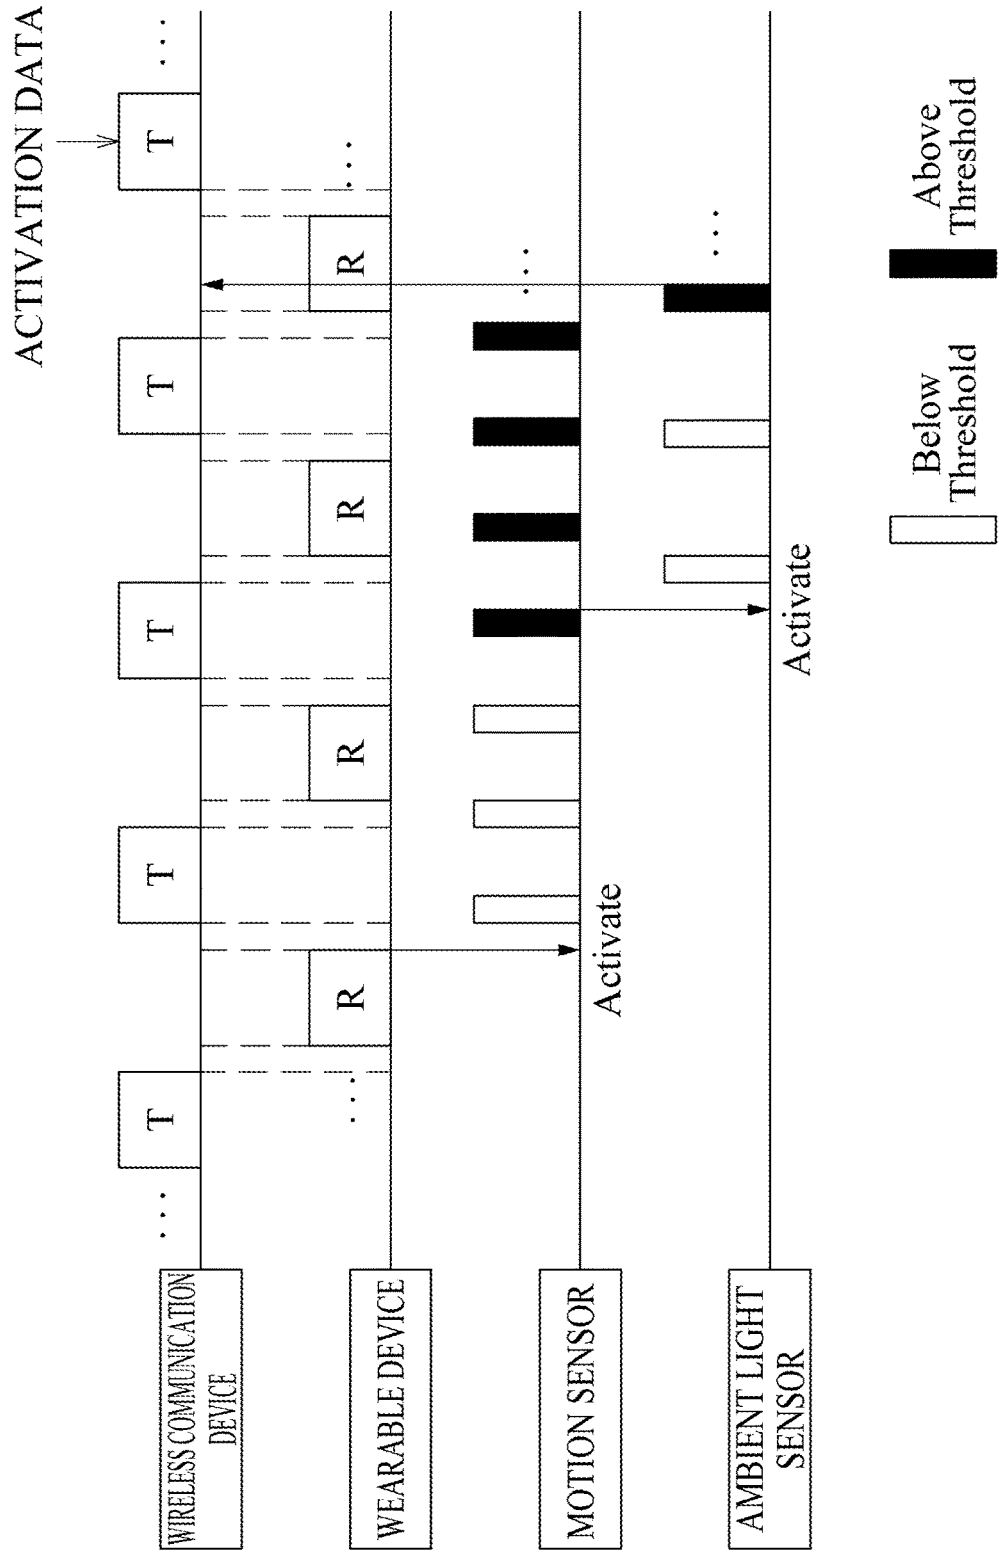 ACTIVATION DATA
WIRELESS COMMUNICATION
DEVICE
... T T T T T ...
WEARABLE DEVICE
... R R R R ...
MOTION SENSOR
Activate
...
AMBIENT LIGHT
SENSOR
Activate
...
Below
Threshold
Above
Threshold